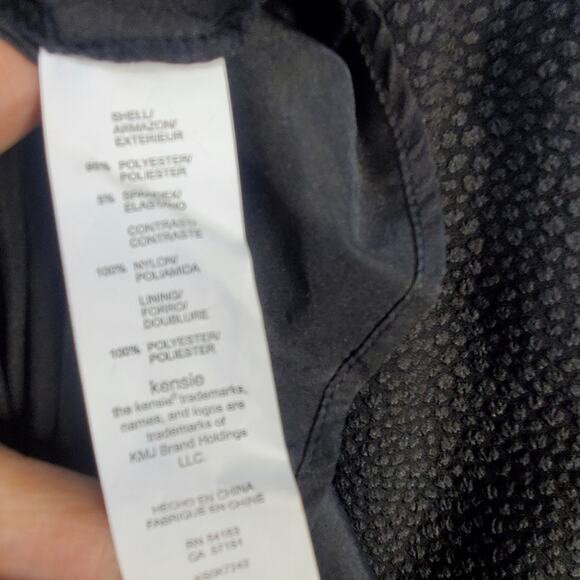 SHELL/
ARMAZON/
EXTERIEUR
95% POLYESTER/
POLIESTER
5% SPANDEX/
ELASTANO
CONTRAST/
CONTRASTE
100% NYLON/
POLIAMIDA
LINING/
FORRO/
DOUBLURE
100% POLYESTER/
POLIESTER
kensie
the kensie® trademarks,
names, and logos are
trademarks of
KMJ Brand Holdings
LLC.
HECHO EN CHINA
FABRIQUE EN CHINE
RN 54163
CA 57151